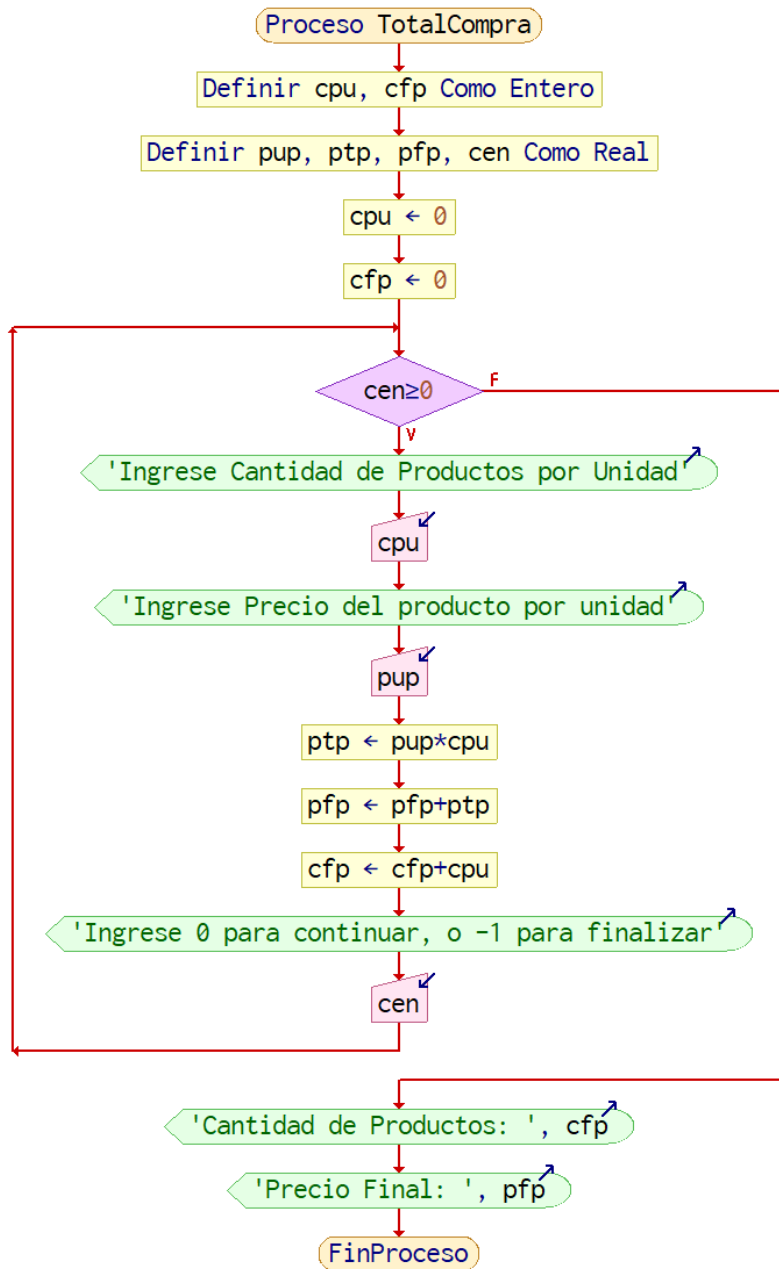 Proceso TotalCompra
Definir cpu, cfp Como Entero
Definir pup, ptp, pfp, cen Como Real
cpu ← 0
cfp ← 0
cen≥0
F
V
'Ingrese Cantidad de Productos por Unidad'
cpu
'Ingrese Precio del producto por unidad'
pup
ptp ← pup*cpu
pfp ← pfp+ptp
cfp ← cfp+cpu
'Ingrese 0 para continuar, o -1 para finalizar'
cen
'Cantidad de Productos: ', cfp
'Precio Final: ', pfp
FinProceso